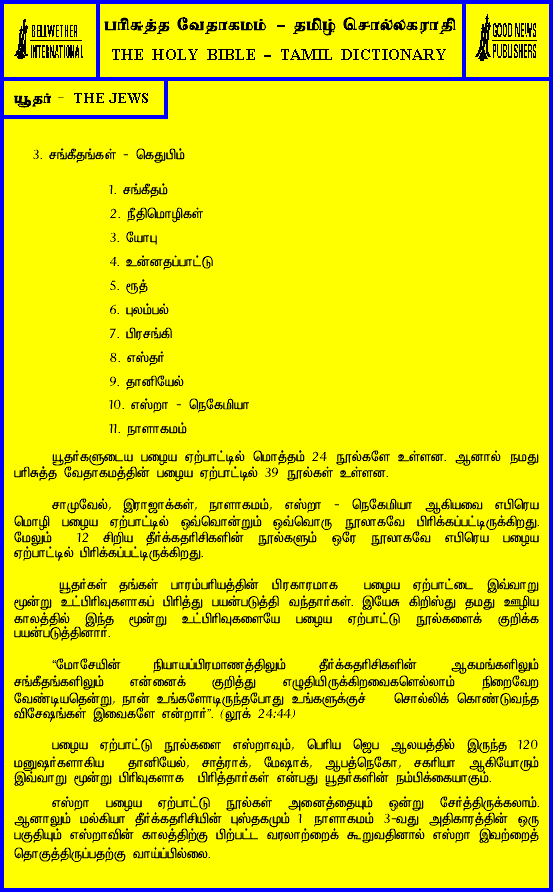 BELLWETHER
INTERNATIONAL
பரிசுத்த வேதாகமம் – தமிழ் சொல்லகராதி
THE HOLY BIBLE – TAMIL DICTIONARY
GOOD NEWS
PUBLISHERS
யூதர் - THE JEWS
3. சங்கீதங்கள் - கெதுபிம்
1. சங்கீதம்
2. நீதிமொழிகள்
3. யோபு
4. உன்னதப்பாட்டு
5. ரூத்
6. புலம்பல்
7. பிரசங்கி
8. எஸ்தர்
9. தானியேல்
10. எஸ்றா - நெகேமியா
11. நாளாகமம்
யூதர்களுடைய பழைய ஏற்பாட்டில் மொத்தம் 24 நூல்களே உள்ளன. ஆனால் நமது
பரிசுத்த வேதாகமத்தின் பழைய ஏற்பாட்டில் 39 நூல்கள் உள்ளன.
சாமுவேல், இராஜாக்கள், நாளாகமம், எஸ்றா - நெகேமியா ஆகியவை எபிரெய
மொழி பழைய ஏற்பாட்டில் ஒவ்வொன்றும் ஒவ்வொரு நூலாகவே பிரிக்கப்பட்டிருக்கிறது.
மேலும் 12 சிறிய தீர்க்கதரிசிகளின் நூல்களும் ஒரே நூலாகவே எபிரெய பழைய
ஏற்பாட்டில் பிரிக்கப்பட்டிருக்கிறது.
யூதர்கள் தங்கள் பாரம்பரியத்தின் பிரகாரமாக பழைய ஏற்பாட்டை இவ்வாறு
மூன்று உட்பிரிவுகளாகப் பிரித்து பயன்படுத்தி வந்தார்கள். இயேசு கிறிஸ்து தமது ஊழிய
காலத்தில் இந்த மூன்று உட்பிரிவுகளையே பழைய ஏற்பாட்டு நூல்களைக் குறிக்க
பயன்படுத்தினார்.
“மோசேயின் நியாயப்பிரமாணத்திலும் தீர்க்கதரிசிகளின் ஆகமங்களிலும்
சங்கீதங்களிலும் என்னைக் குறித்து எழுதியிருக்கிறவைகளெல்லாம் நிறைவேற
வேண்டியதென்று, நான் உங்களோடிருந்தபோது உங்களுக்குச் சொல்லிக் கொண்டுவந்த
விசேஷங்கள் இவைகளே என்றார்”. (லூக் 24:44)
பழைய ஏற்பாட்டு நூல்களை எஸ்றாவும், பெரிய ஜெப ஆலயத்தில் இருந்த 120
மனுஷர்களாகிய தானியேல், சாத்ராக், மேஷாக், ஆபத்நெகோ, சகரியா ஆகியோரும்
இவ்வாறு மூன்று பிரிவுகளாக பிரித்தார்கள் என்பது யூதர்களின் நம்பிக்கையாகும்.
எஸ்றா பழைய ஏற்பாட்டு நூல்கள் அனைத்தையும் ஒன்று சேர்த்திருக்கலாம்.
ஆனாலும் மல்கியா தீர்க்கதரிசியின் புஸ்தகமும் 1 நாளாகமம் 3-வது அதிகாரத்தின் ஒரு
பகுதியும் எஸ்றாவின் காலத்திற்கு பிற்பட்ட வரலாற்றைக் கூறுவதினால் எஸ்றா இவற்றைத்
தொகுத்திருப்பதற்கு வாய்ப்பில்லை.